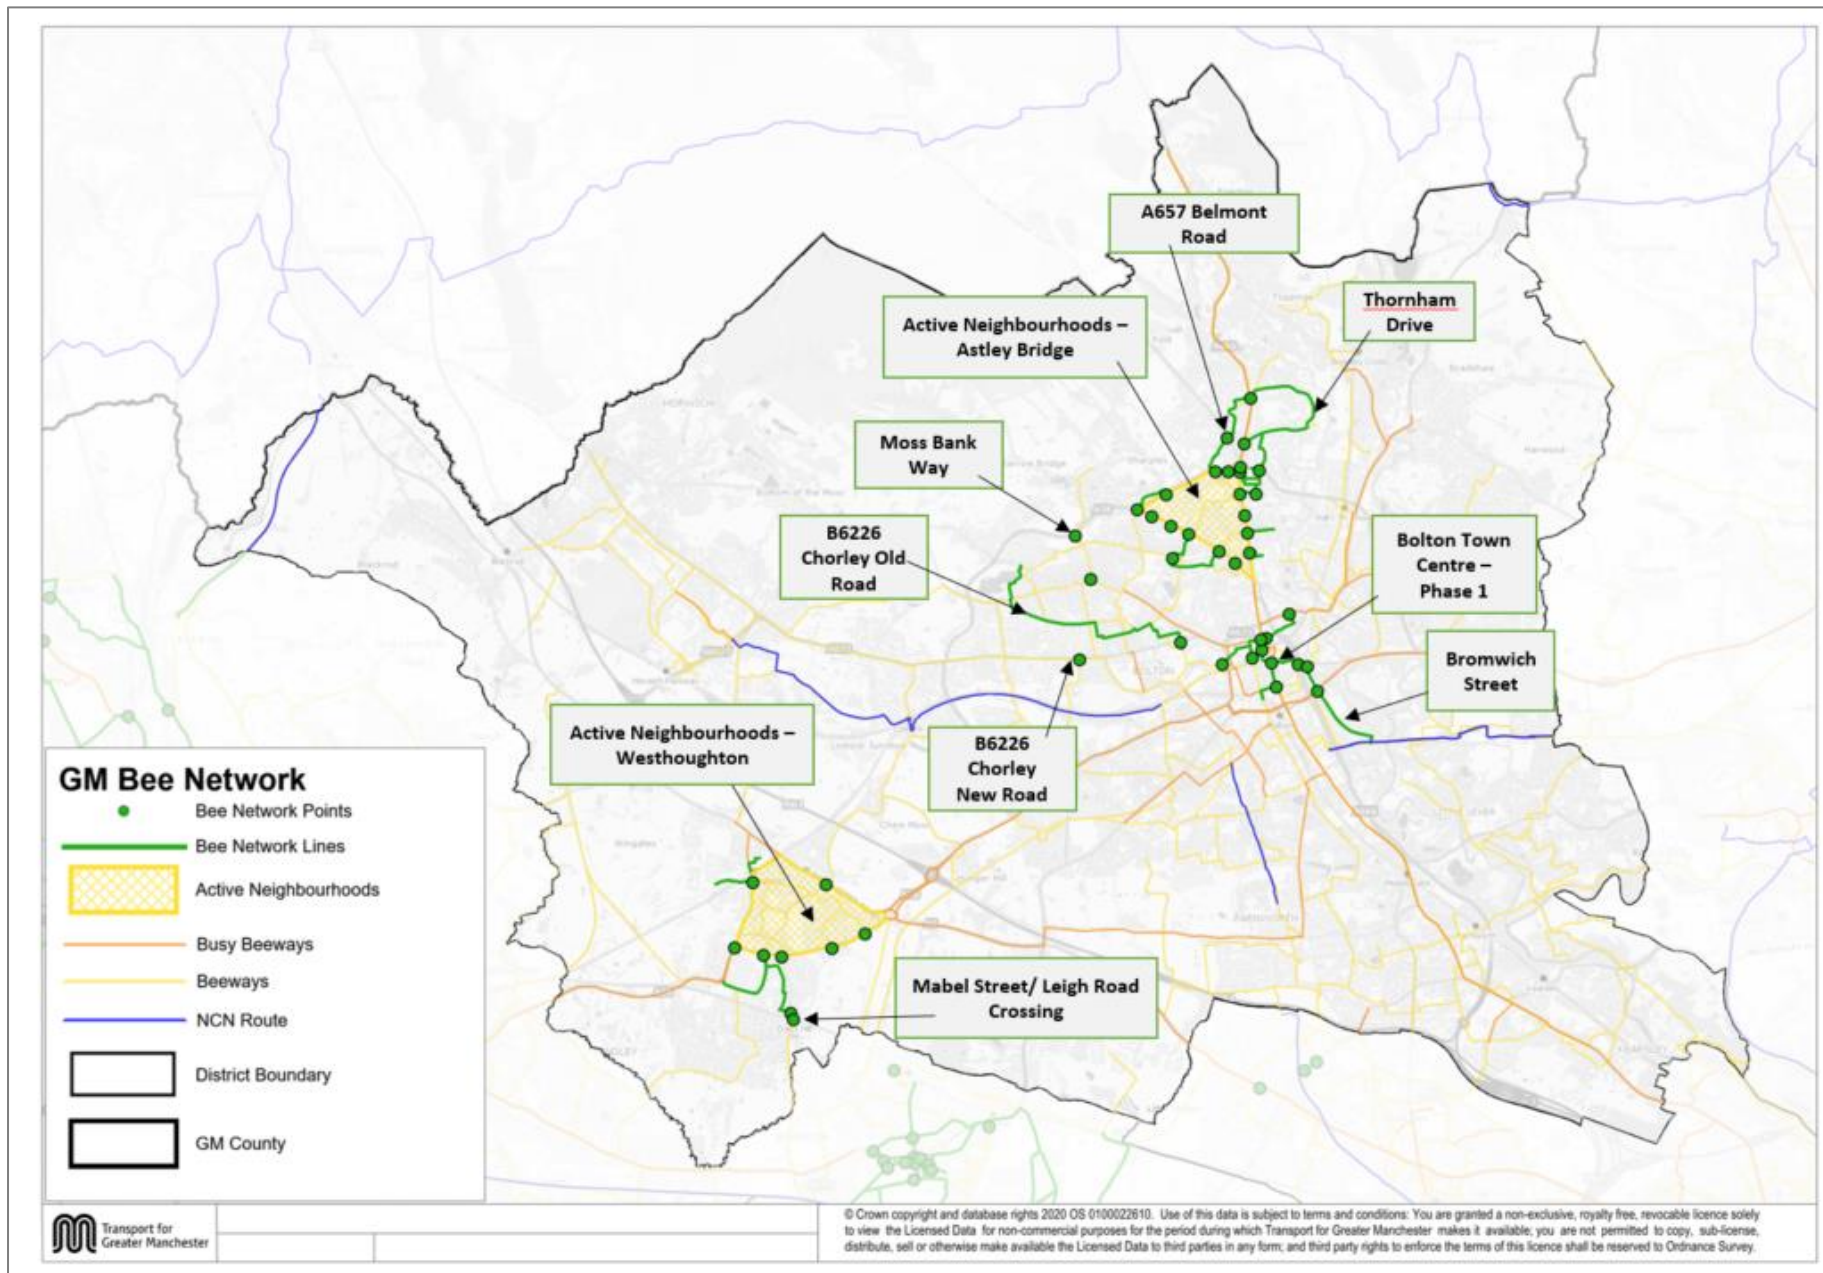 A657 Belmont
Road
Thornham
Drive
Active Neighbourhoods –
Astley Bridge
Moss Bank
Way
B6226
Chorley Old
Road
Bolton Town
Centre –
Phase 1
Bromwich
Street
Active Neighbourhoods –
Westhoughton
B6226
Chorley
New Road
Mabel Street/ Leigh Road
Crossing
HORWICH
BOLTON
FARNWORTH
KEARSLEY
GM Bee Network
Bee Network Points
Bee Network Lines
Active Neighbourhoods
Busy Beeways
Beeways
NCN Route
District Boundary
GM County
Transport for
Greater Manchester
© Crown copyright and database rights 2020 OS 0100022610. Use of this data is subject to terms and conditions: You are granted a non-exclusive, royalty free, revocable licence solely
to view the Licensed Data for non-commercial purposes for the period during which Transport for Greater Manchester makes it available; you are not permitted to copy, sub-license,
distribute, sell or otherwise make available the Licensed Data to third parties in any form; and third party rights to enforce the terms of this licence shall be reserved to Ordnance Survey.